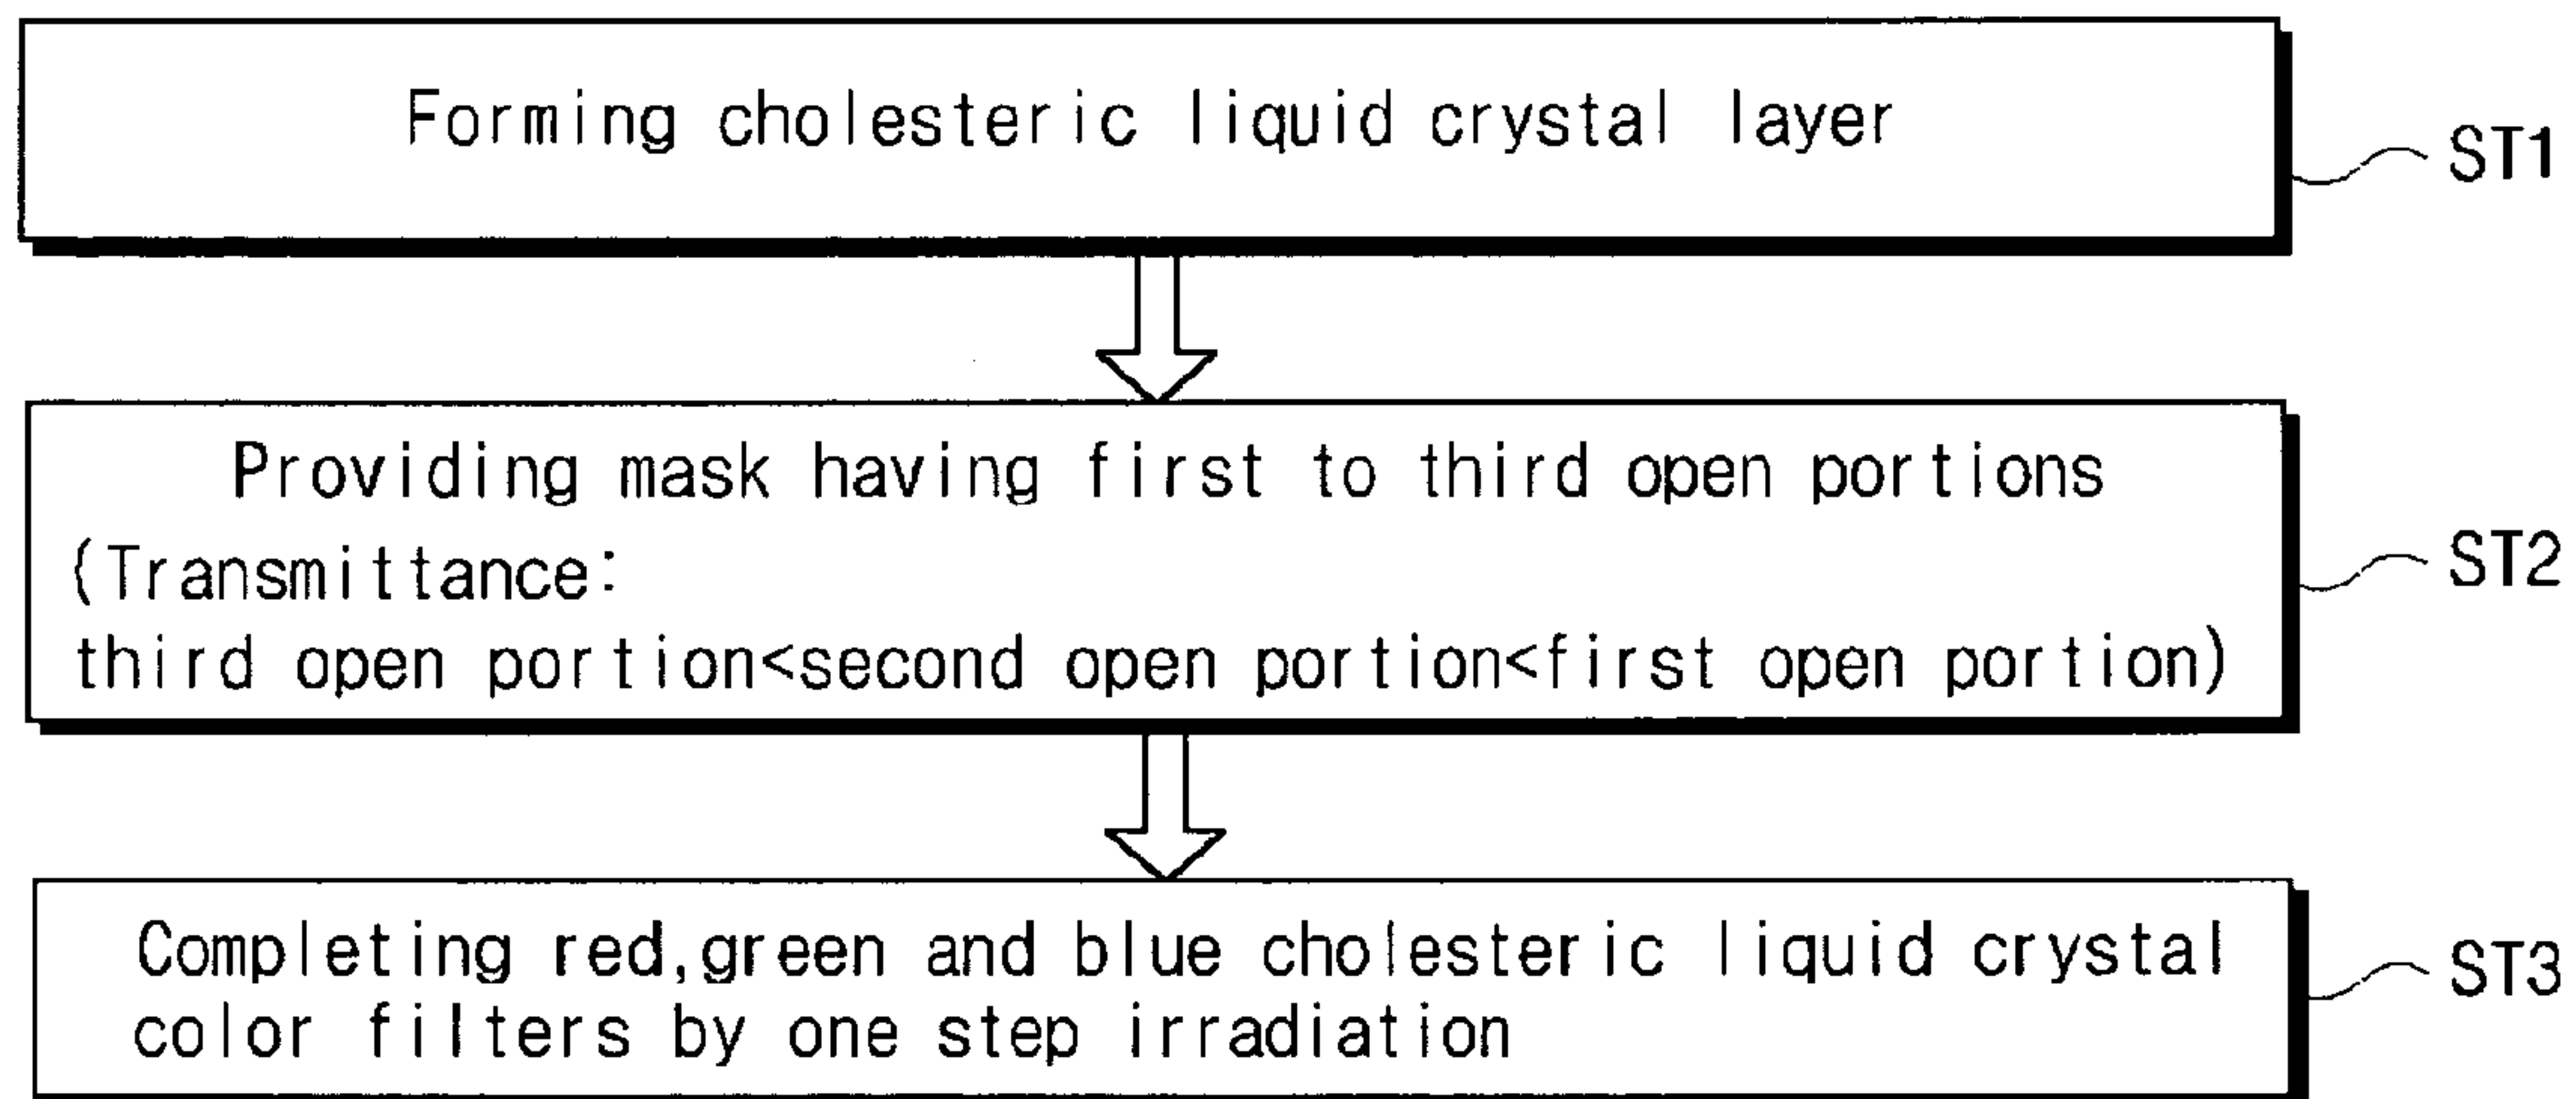 Forming cholesteric liquid crystal layer
ST1
Providing mask having first to third open portions
(Transmittance:
third open portion<second open portion<first open portion)
ST2
Completing red,green and blue cholesteric liquid crystal
color filters by one step irradiation
ST3